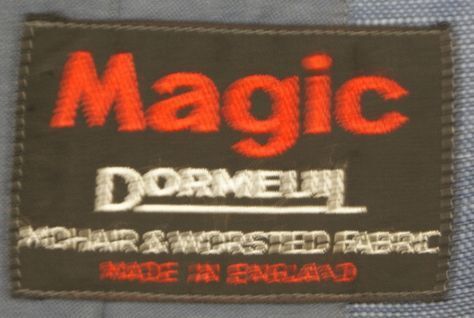 Magic
DORMEUIL
MOHAIR & WORSTED FABRIC
MADE IN ENGLAND